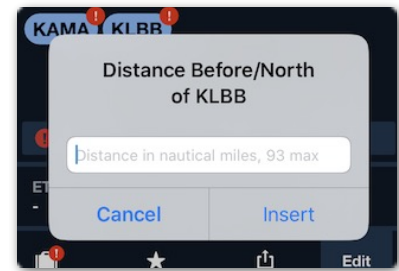 KAMA KLBB
Distance Before/North
of KLBB
Distance in nautical miles, 93 max
ET
-
Cancel Insert
Edit